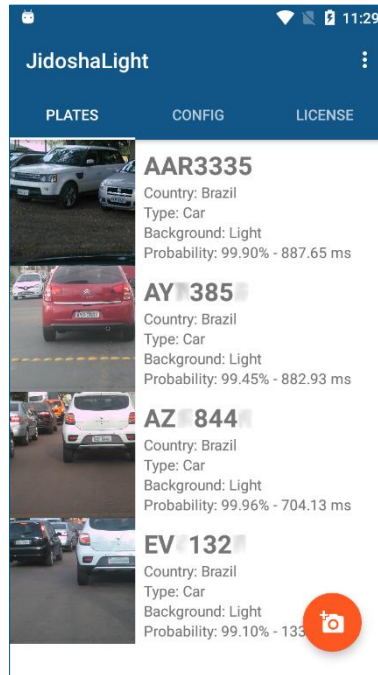 11:29
JidoshaLight
PLATES CONFIG LICENSE
AAR3335
Country: Brazil
Type: Car
Background: Light
Probability: 99.90% - 887.65 ms
AY 385
Country: Brazil
Type: Car
Background: Light
Probability: 99.45% - 882.93 ms
AZ 844
Country: Brazil
Type: Car
Background: Light
Probability: 99.96% - 704.13 ms
EV 132
Country: Brazil
Type: Car
Background: Light
Probability: 99.10% - 133